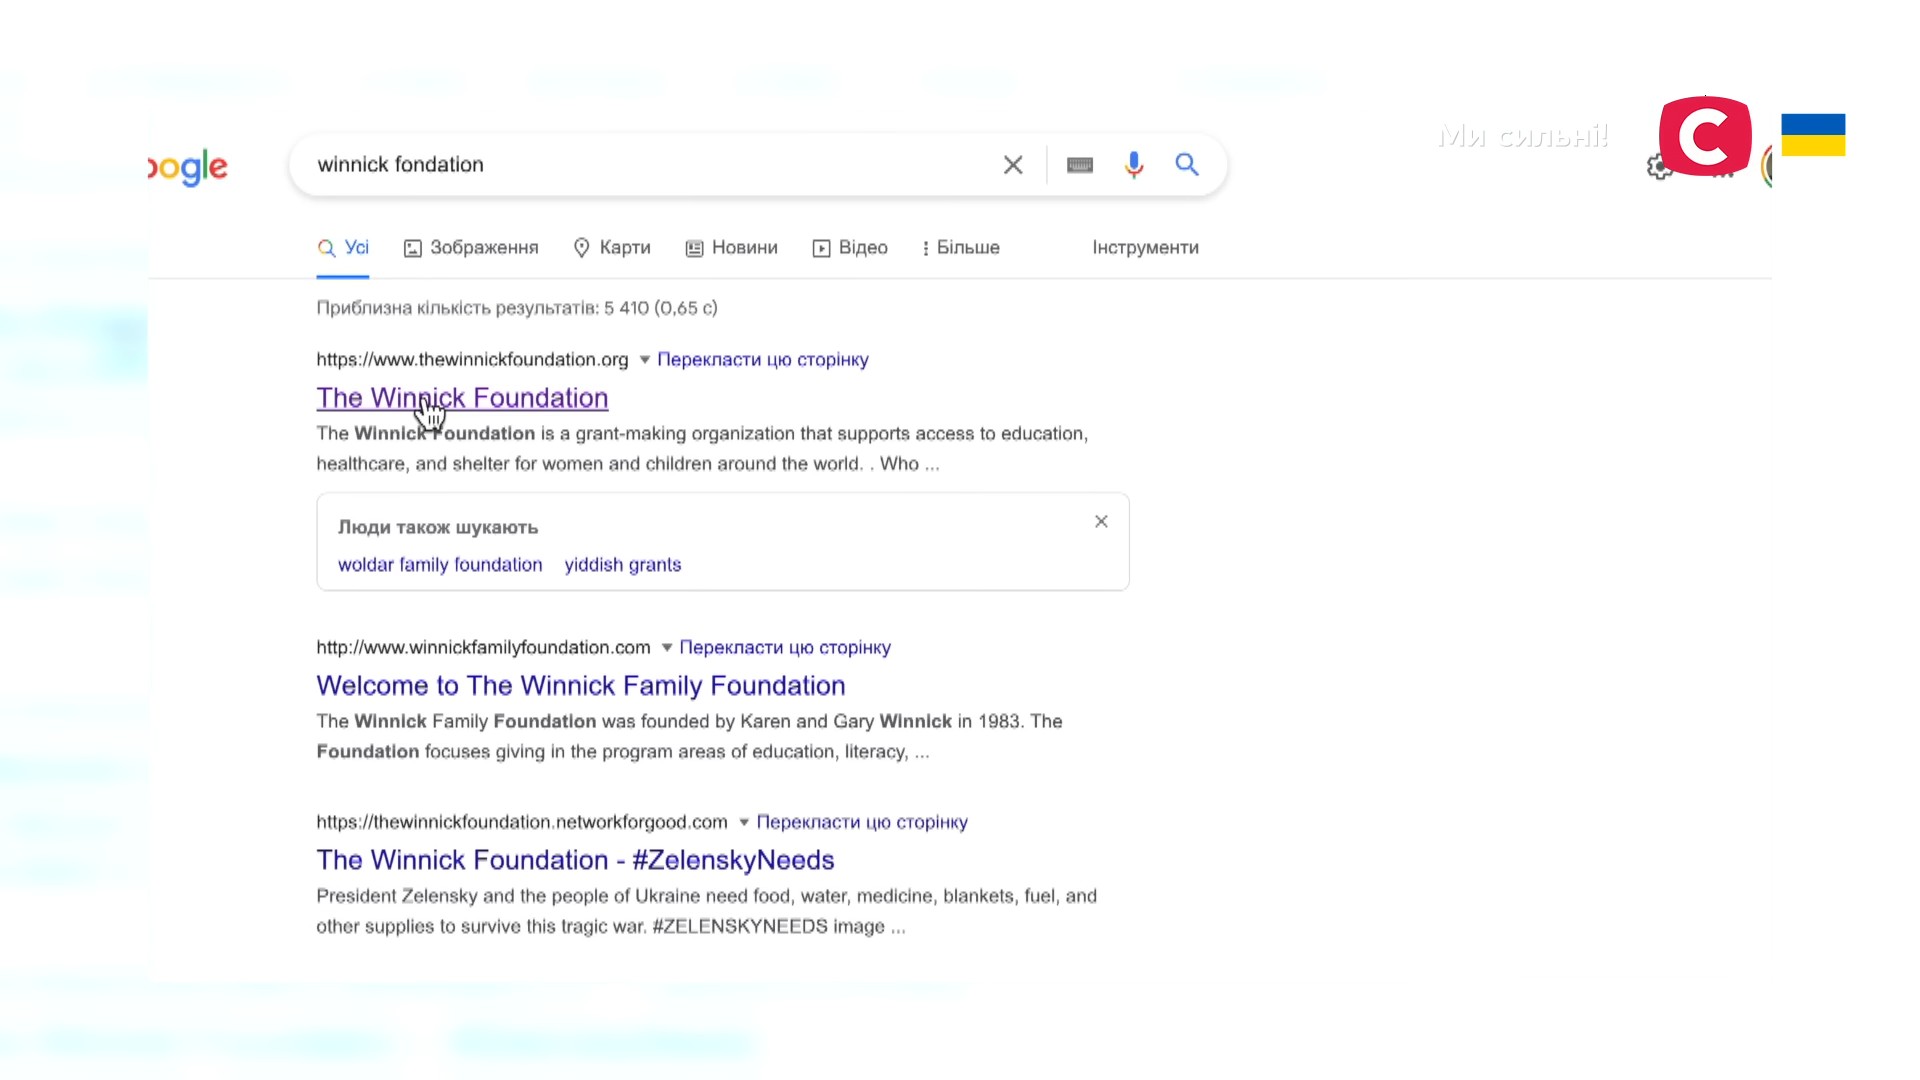 Ми сильні!
oogle
winnick fondation
Усі Зображення Карти Новини Відео Більше Інструменти
Приблизна кількість результатів: 5 410 (0,65 с)
https://www.thewinnickfoundation.org Перекласти цю сторінку
The Winnick Foundation
The Winnick Foundation is a grant-making organization that supports access to education,
healthcare, and shelter for women and children around the world. . Who ...
Люди також шукають
woldar family foundation yiddish grants
http://www.winnickfamilyfoundation.com Перекласти цю сторінку
Welcome to The Winnick Family Foundation
The Winnick Family Foundation was founded by Karen and Gary Winnick in 1983. The
Foundation focuses giving in the program areas of education, literacy, ...
https://thewinnickfoundation.networkforgood.com Перекласти цю сторінку
The Winnick Foundation - #ZelenskyNeeds
President Zelensky and the people of Ukraine need food, water, medicine, blankets, fuel, and
other supplies to survive this tragic war. #ZELENSKYNEEDS image ...